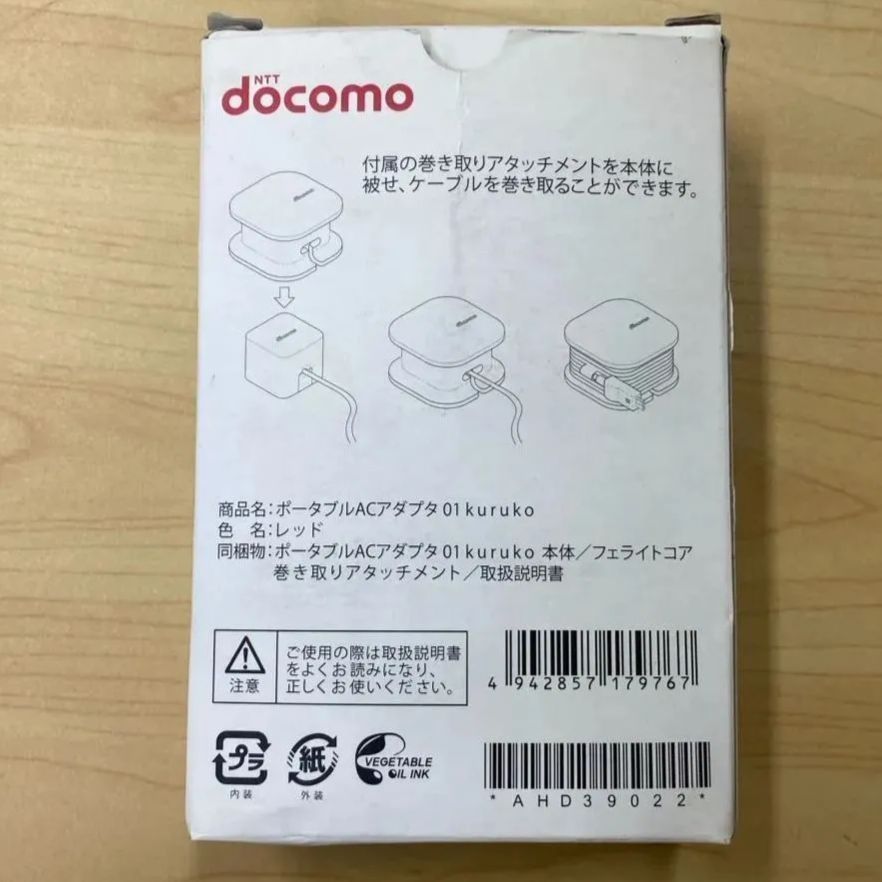 NTT
docomo
付属の巻き取りアタッチメントを本体に
被せ、ケーブルを巻き取ることができます。
docomo
docomo
docomo
docomo
商品名：ポータブルACアダプタ 01 kuruko
色　名：レッド
同梱物：ポータブルACアダプタ 01 kuruko 本体／フェライトコア
巻き取りアタッチメント／取扱説明書
注意
ご使用の際は取扱説明書
をよくお読みになり、
正しくお使いください。
4 942857 179767
プラ
内装
紙
外装
VEGETABLE
OIL INK
*AHD39022*